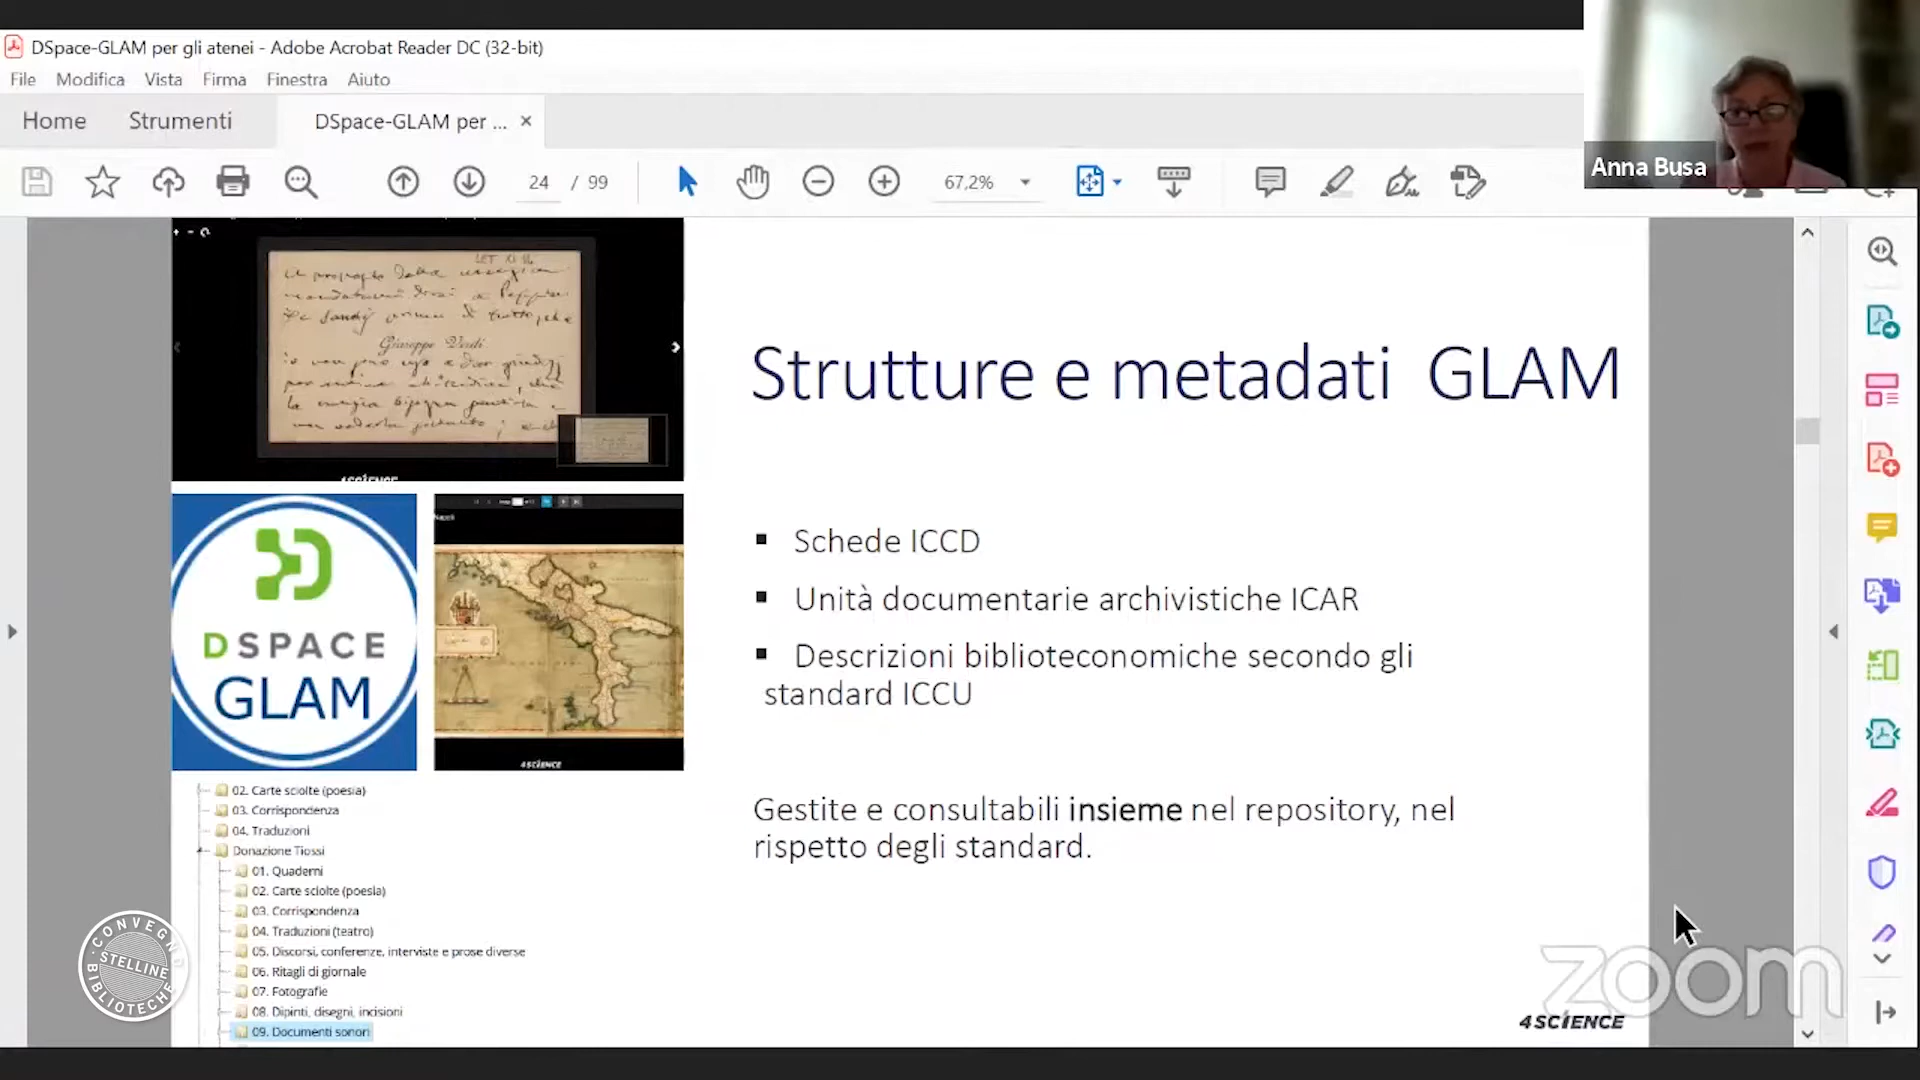 DSpace-GLAM per gli atenei - Adobe Acrobat Reader DC (32-bit)
File Modifica Vista Firma Finestra Aiuto
Home Strumenti DSpace-GLAM per ... ×
24 / 99 67,2%
Anna Busa
Giuseppe Verdi
4SCIENCE
Strutture e metadati GLAM
▪ Schede ICCD
▪ Unità documentarie archivistiche ICAR
▪ Descrizioni biblioteconomiche secondo gli
standard ICCU
Gestite e consultabili insieme nel repository, nel
rispetto degli standard.
DSPACE
GLAM
4SCIENCE
02. Carte sciolte (poesia)
03. Corrispondenza
04. Traduzioni
Donazione Tiossi
01. Quaderni
02. Carte sciolte (poesia)
03. Corrispondenza
04. Traduzioni (teatro)
05. Discorsi, conferenze, interviste e prose diverse
06. Ritagli di giornale
07. Fotografie
08. Dipinti, disegni, incisioni
09. Documenti sonori
CONVEGNO
STELLINE
BIBLIOTECHE
zoom
4SCIENCE